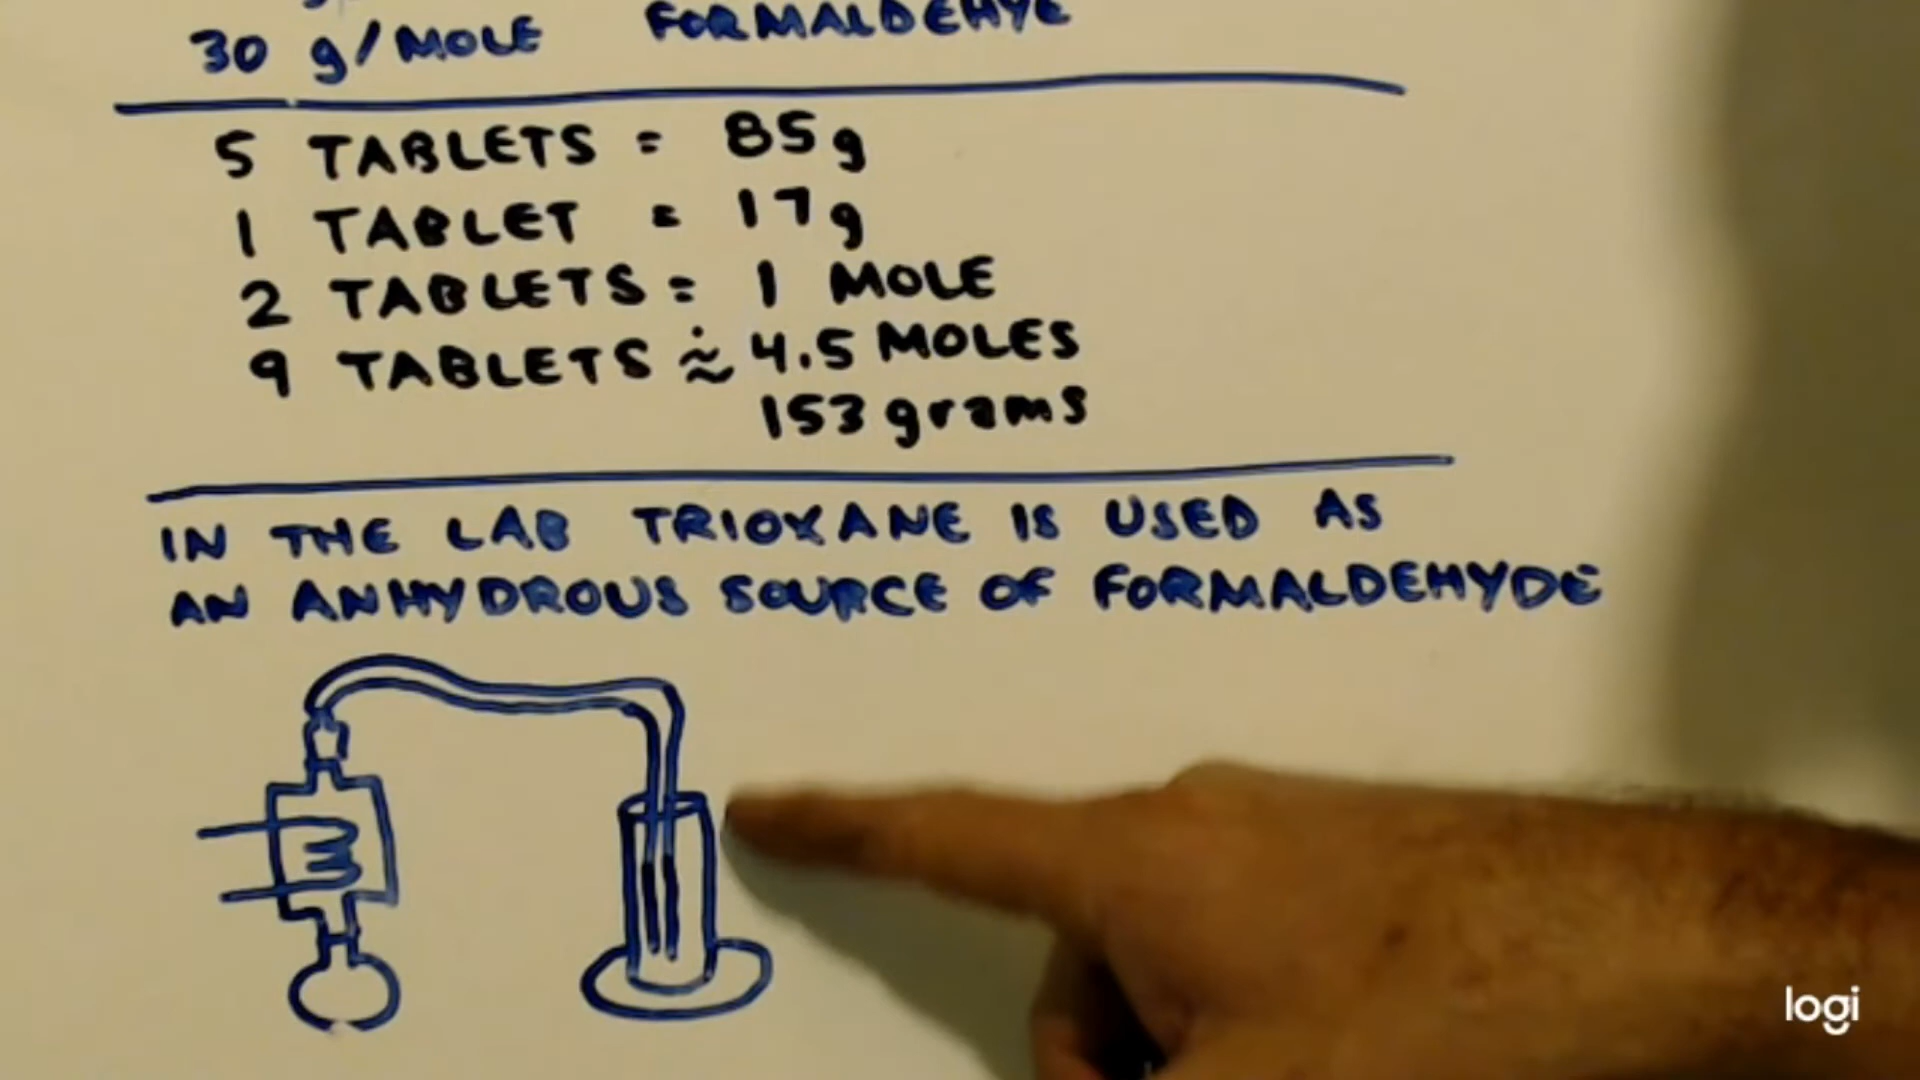 30 g/MOLE FORMALDEHYE
5 TABLETS = 85g
1 TABLET = 17g
2 TABLETS = 1 MOLE
9 TABLETS ≈ 4.5 MOLES
153 grams
IN THE LAB TRIOXANE IS USED AS
AN ANHYDROUS SOURCE OF FORMALDEHYDE
logi